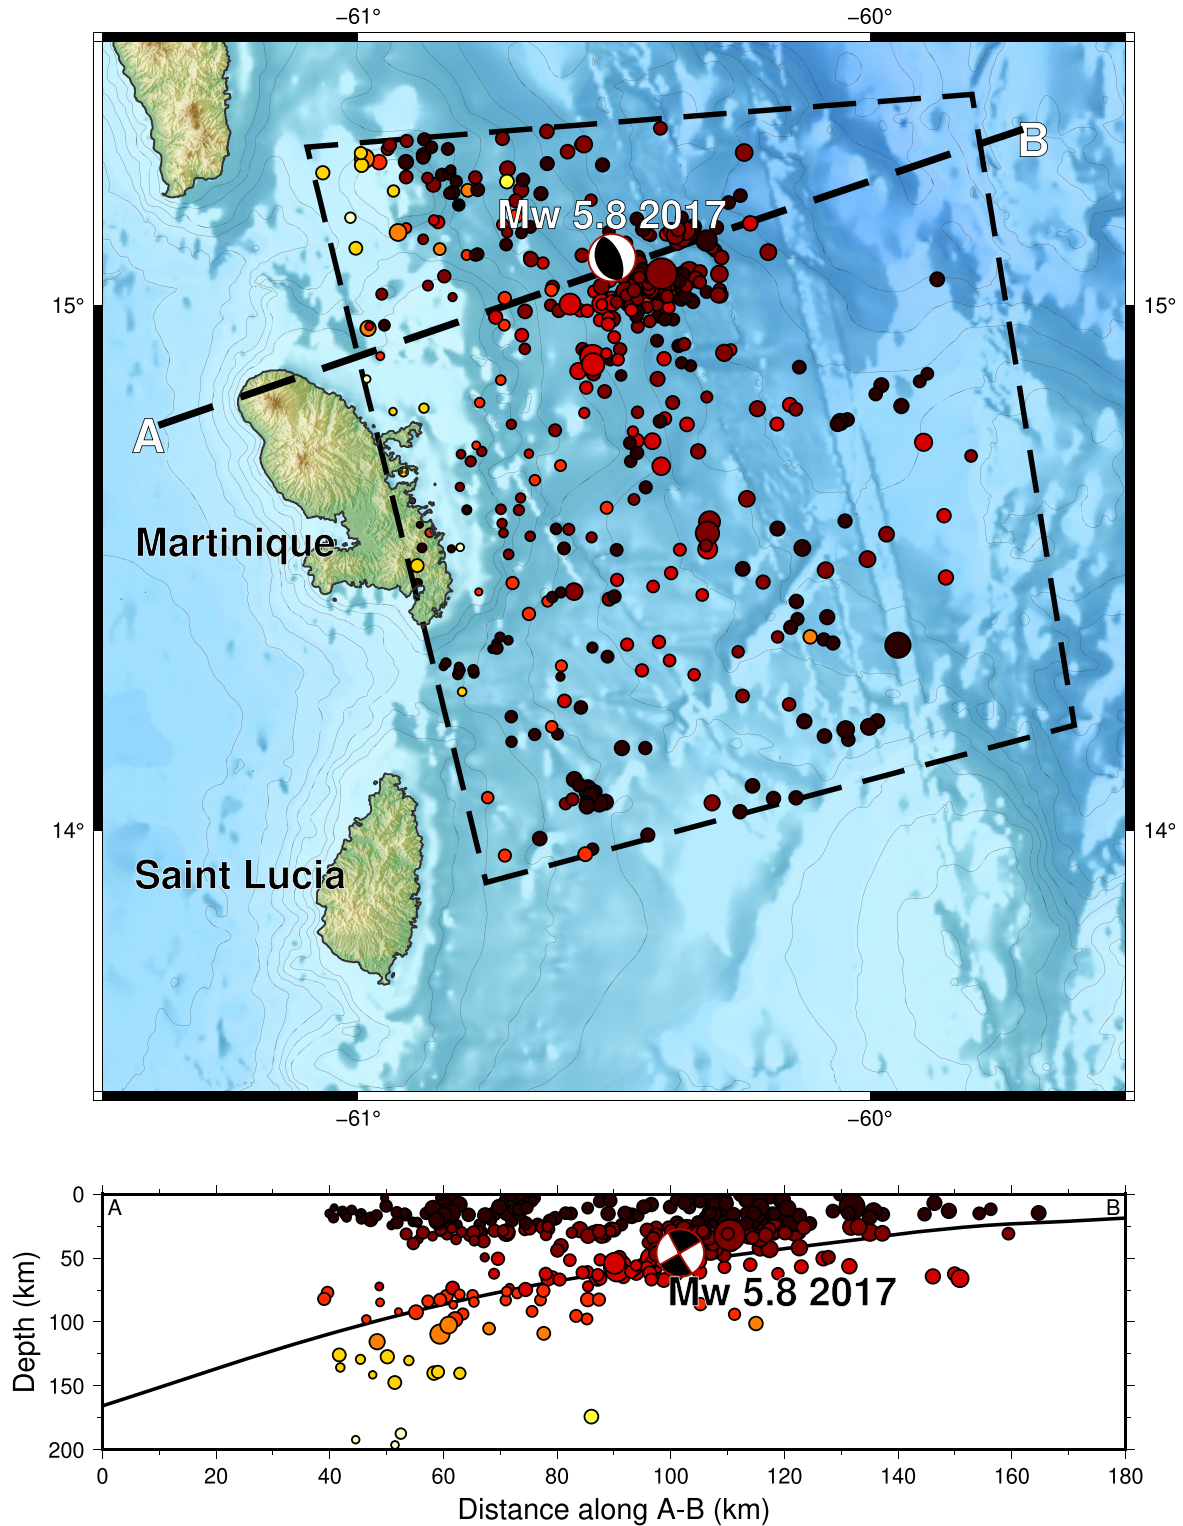 −61° −60°
B
Mw 5.8 2017
15° 15°
A
Martinique
14° 14°
Saint Lucia
−61° −60°
0 A B
50
Mw 5.8 2017
100
150
200
Depth (km)
0 20 40 60 80 100 120 140 160 180
Distance along A-B (km)